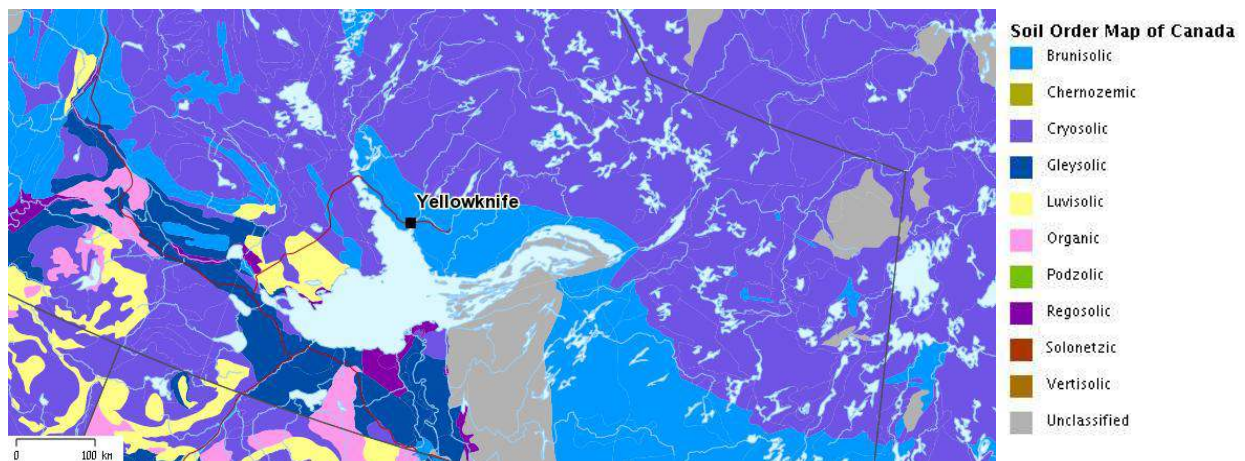 Soil Order Map of Canada
Brunisolic
Chernozemic
Cryosolic
Gleysolic
Luvisolic
Organic
Podzolic
Regosolic
Solonetzic
Vertisolic
Unclassified
Yellowknife
0 100 km